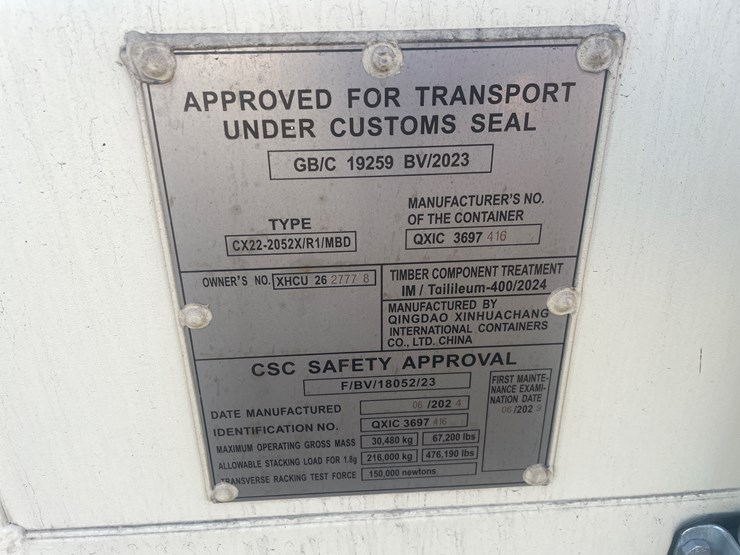 APPROVED FOR TRANSPORT
UNDER CUSTOMS SEAL
GB/C 19259 BV/2023
TYPE
CX22-2052X/R1/MBD
MANUFACTURER'S NO.
OF THE CONTAINER
QXIC 3697 416
OWNER'S NO. XHCU 26 2777 8
TIMBER COMPONENT TREATMENT
IM / Tailileum-400/2024
MANUFACTURED BY
QINGDAO XINHUACHANG
INTERNATIONAL CONTAINERS
CO., LTD. CHINA
CSC SAFETY APPROVAL
F/BV/18052/23
DATE MANUFACTURED 06 /202 4
IDENTIFICATION NO. QXIC 3697 416
MAXIMUM OPERATING GROSS MASS 30,480 kg 67,200 lbs
ALLOWABLE STACKING LOAD FOR 1.8g 216,000 kg 476,190 lbs
TRANSVERSE RACKING TEST FORCE 150,000 newtons
FIRST MAINTE-
NANCE EXAMI-
NATION DATE
06 /202 9